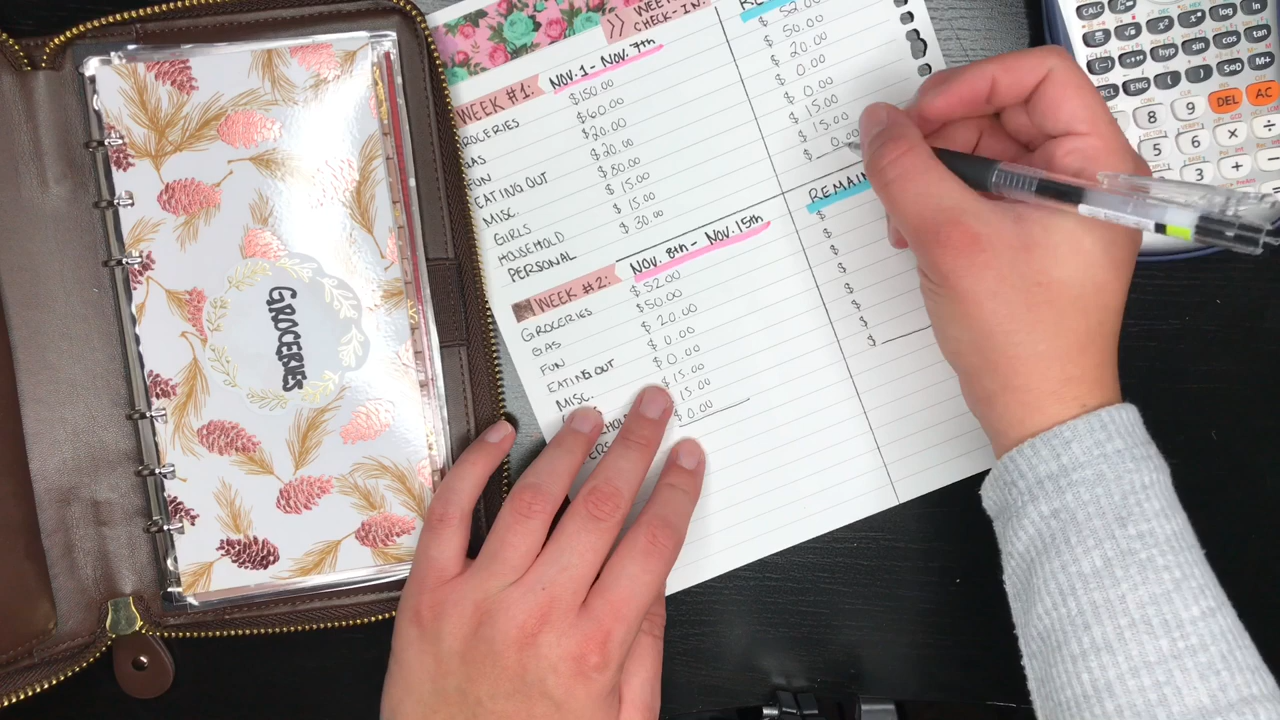 GROCERIES
WEEK
CHECK-IN:
WEEK #1: NOV. 1 - NOV. 7th
GROCERIES $150.00
GAS $60.00
FUN $20.00
EATING OUT $20.00
MISC. $80.00
GIRLS $15.00
HOUSEHOLD $15.00
PERSONAL $30.00
$ 52.00
$ 50.00
$ 20.00
$ 0.00
$ 0.00
$ 15.00
$ 15.00
$ 0.00
WEEK #2: NOV. 8th - NOV. 15th
GROCERIES $52.00
GAS $50.00
FUN $20.00
EATING OUT $0.00
MISC. $0.00
$15.00
15.00
$0.00
REMAIN
$
$
$
$
$
$
$
$
CALC
log
ln
x²
hyp
sin
cos
tan
RCL
ENG
(
)
S⇔D
M+
8
9
DEL
AC
5
6
×
÷
3
+
−